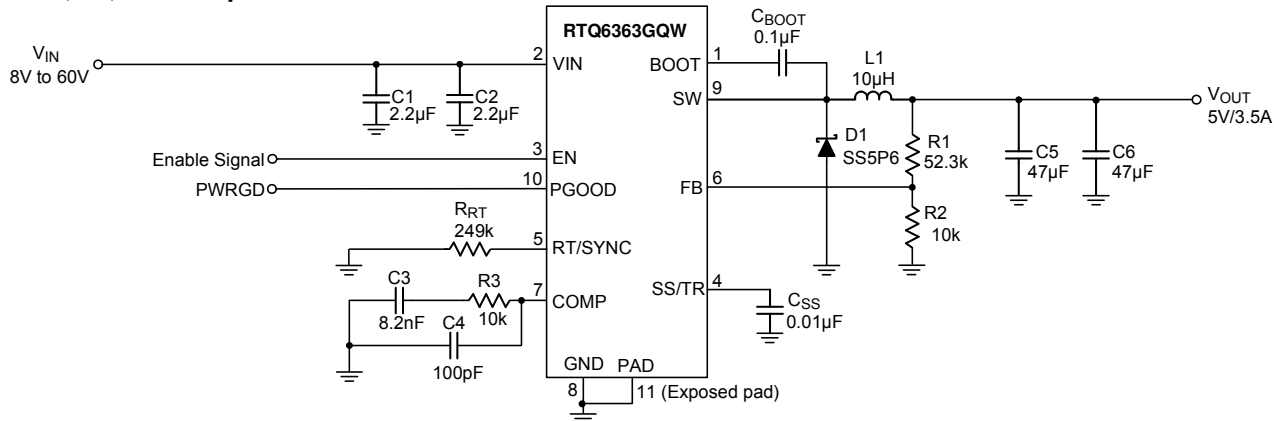 RTQ6363GQW
V_IN
8V to 60V
2
VIN
C1
2.2µF
C2
2.2µF
Enable Signal
3
EN
PWRGD
10
PGOOD
R_RT
249k
5
RT/SYNC
C3
8.2nF
R3
10k
7
COMP
C4
100pF
GND
8
PAD
11 (Exposed pad)
BOOT
1
C_BOOT
0.1µF
SW
9
L1
10µH
D1
SS5P6
R1
52.3k
FB
6
R2
10k
SS/TR
4
C_SS
0.01µF
C5
47µF
C6
47µF
V_OUT
5V/3.5A